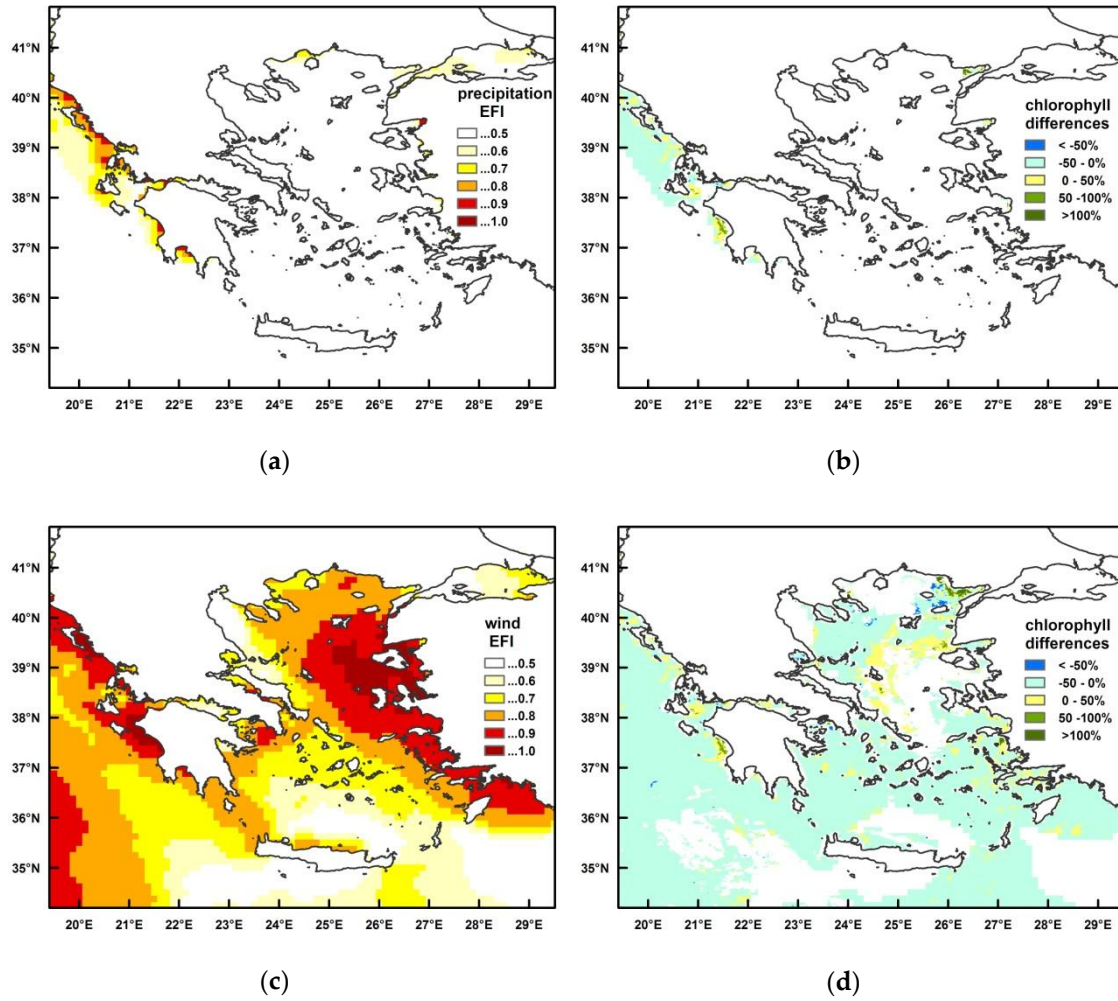 41°N
40°N
39°N
38°N
37°N
36°N
35°N
precipitation
EFI
...0.5
...0.6
...0.7
...0.8
...0.9
...1.0
20°E 21°E 22°E 23°E 24°E 25°E 26°E 27°E 28°E 29°E
(a)
41°N
40°N
39°N
38°N
37°N
36°N
35°N
chlorophyll
differences
< -50%
-50 - 0%
0 - 50%
50 -100%
>100%
20°E 21°E 22°E 23°E 24°E 25°E 26°E 27°E 28°E 29°E
(b)
41°N
40°N
39°N
38°N
37°N
36°N
35°N
wind
EFI
...0.5
...0.6
...0.7
...0.8
...0.9
...1.0
20°E 21°E 22°E 23°E 24°E 25°E 26°E 27°E 28°E 29°E
(c)
41°N
40°N
39°N
38°N
37°N
36°N
35°N
chlorophyll
differences
< -50%
-50 - 0%
0 - 50%
50 -100%
>100%
20°E 21°E 22°E 23°E 24°E 25°E 26°E 27°E 28°E 29°E
(d)